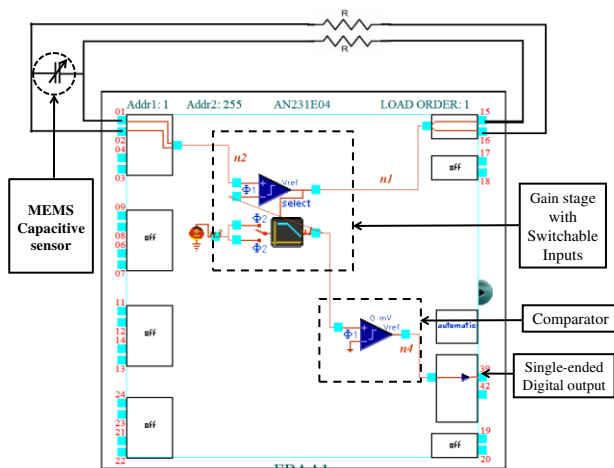 R
R
Addr1: 1
Addr2: 255
AN231E04
LOAD ORDER: 1
01
02
04
03
15
16
off
17
18
n2
n1
Vref
Φ1
select
MEMS
Capacitive
sensor
09
08
06
07
off
Φ2
Φ2
Gain stage
with
Switchable
Inputs
11
12
14
13
off
0 mV
Vref
Φ1
n4
automatic
Comparator
39
42
Single-ended
Digital output
24
23
21
22
off
off
19
20
FPAA1